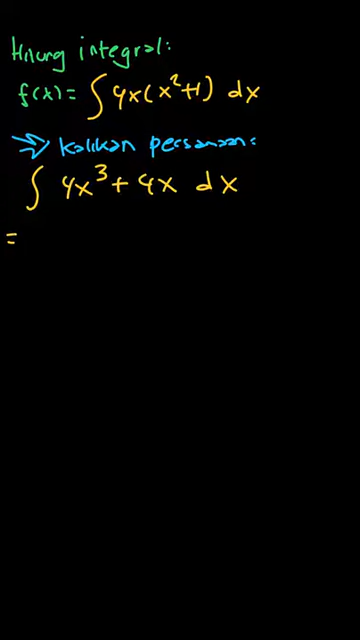 Hitung integral:
f(x) = ∫ 4x(x²+1) dx
⇒ Kalikan persamaan:
∫ 4x³ + 4x dx
=